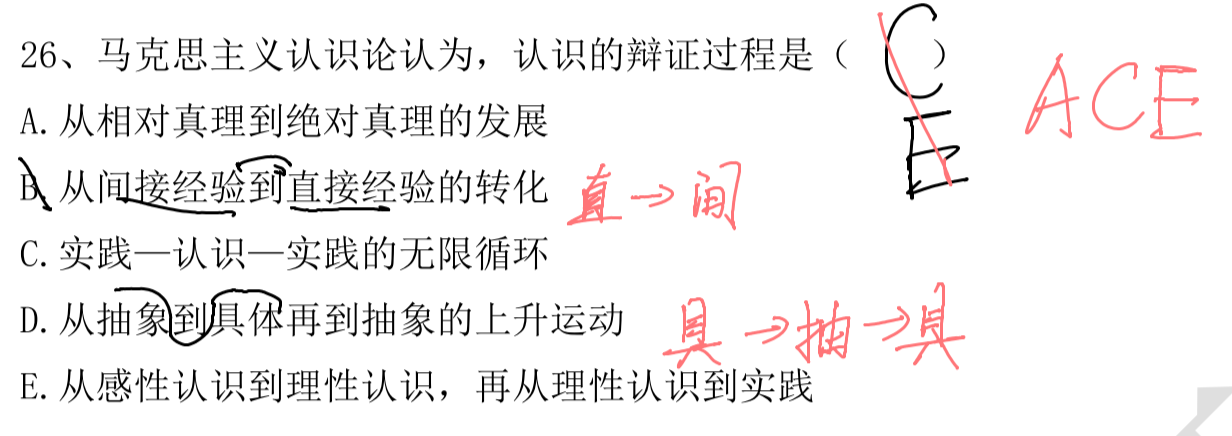 26、马克思主义认识论认为，认识的辩证过程是（ C ） ACE
E
A.从相对真理到绝对真理的发展
B.从间接经验到直接经验的转化 直→间
C.实践—认识—实践的无限循环
D.从抽象到具体再到抽象的上升运动 具→抽→具
E.从感性认识到理性认识，再从理性认识到实践